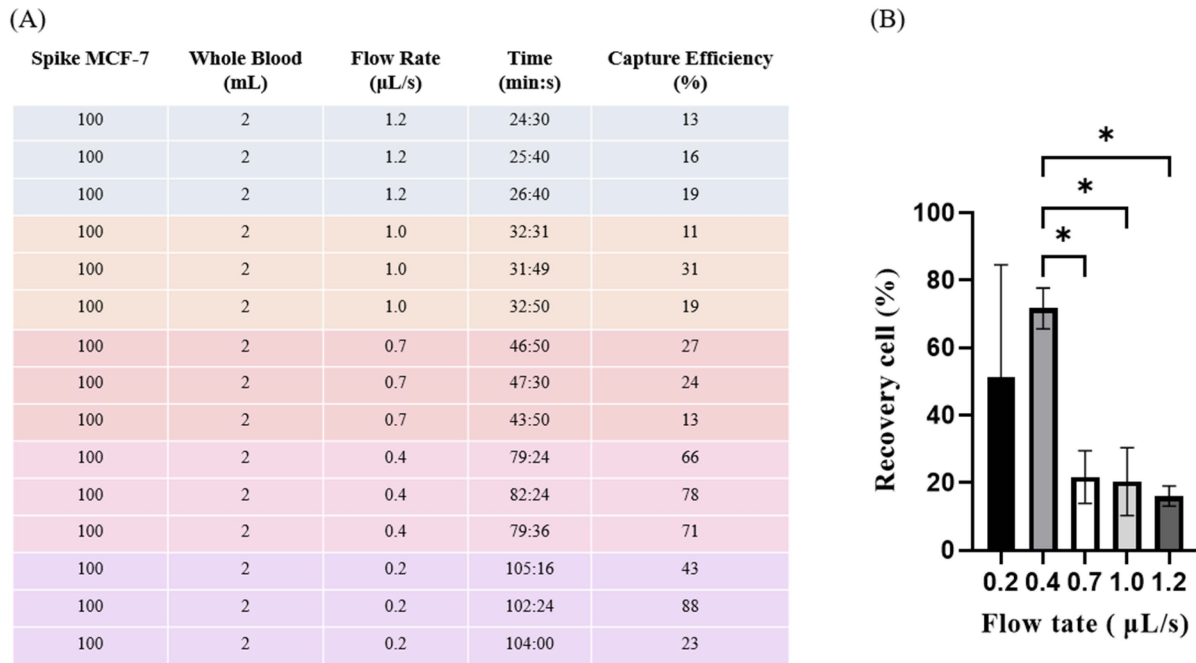 (A)
Spike MCF-7 Whole Blood (mL) Flow Rate (μL/s) Time (min:s) Capture Efficiency (%)
100 2 1.2 24:30 13
100 2 1.2 25:40 16
100 2 1.2 26:40 19
100 2 1.0 32:31 11
100 2 1.0 31:49 31
100 2 1.0 32:50 19
100 2 0.7 46:50 27
100 2 0.7 47:30 24
100 2 0.7 43:50 13
100 2 0.4 79:24 66
100 2 0.4 82:24 78
100 2 0.4 79:36 71
100 2 0.2 105:16 43
100 2 0.2 102:24 88
100 2 0.2 104:00 23
(B)
*
*
*
Recovery cell (%)
100
80
60
40
20
0
0.2 0.4 0.7 1.0 1.2
Flow tate ( μL/s)